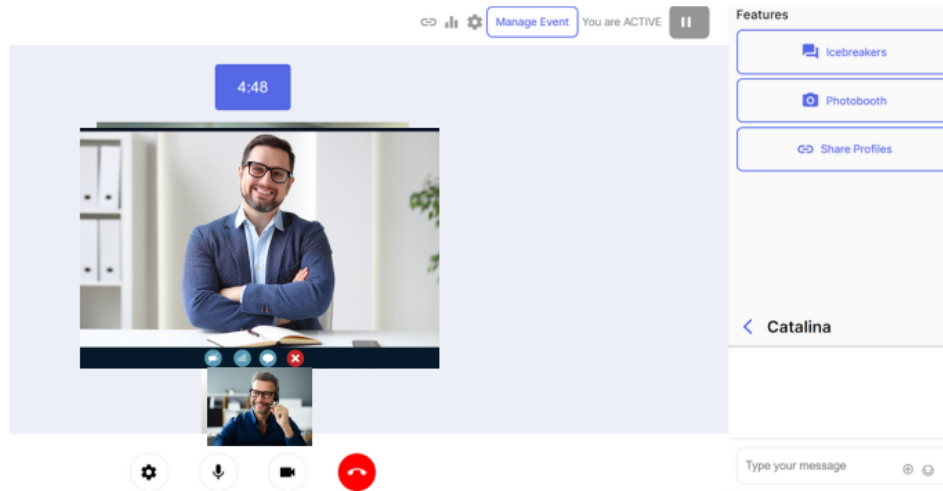 Manage Event
You are ACTIVE
Features
Icebreakers
Photobooth
Share Profiles
4:48
Catalina
Type your message